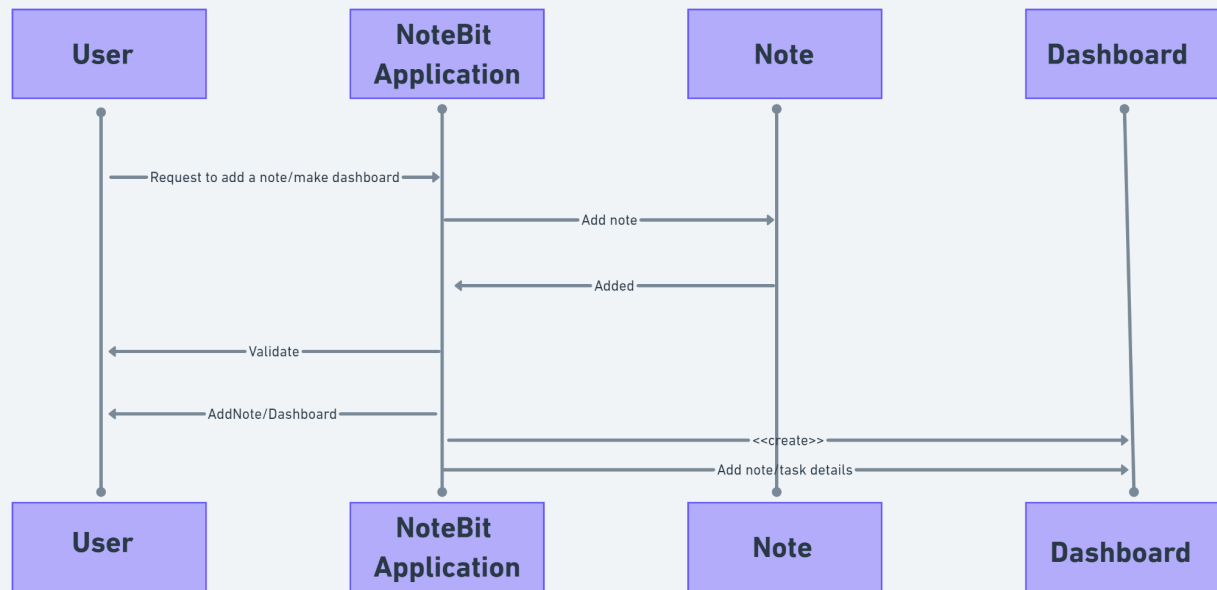 User
NoteBit
Application
Note
Dashboard
Request to add a note/make dashboard
Add note
Added
Validate
AddNote/Dashboard
<<create>>
Add note/task details
User
NoteBit
Application
Note
Dashboard